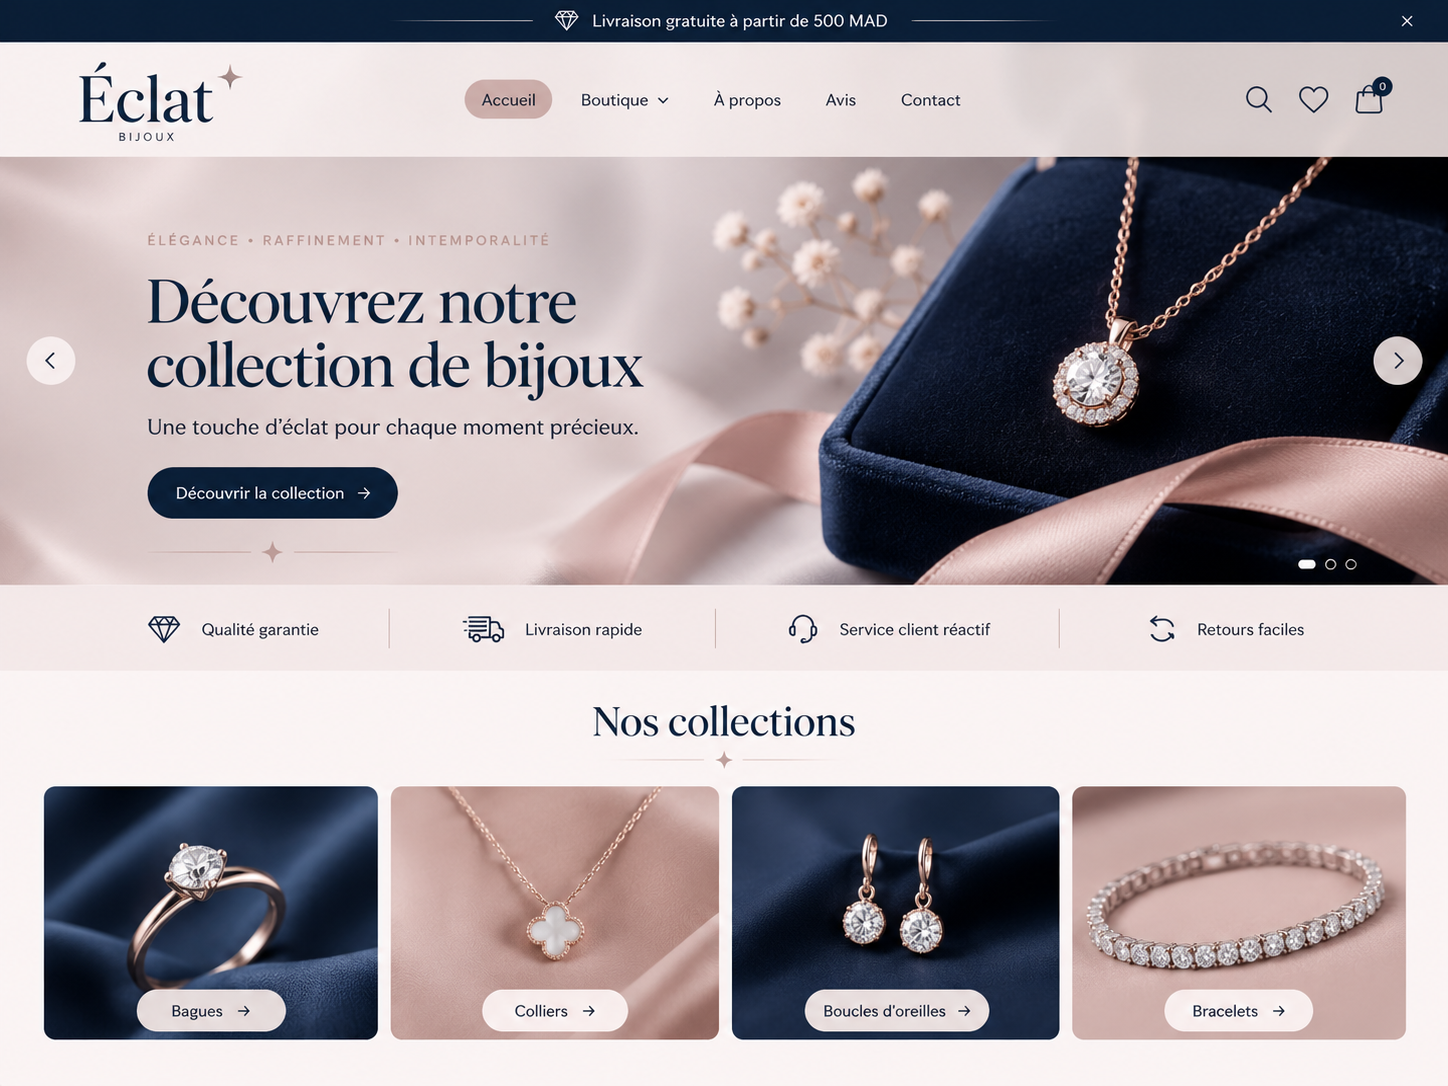 Livraison gratuite à partir de 500 MAD
Éclat
BIJOUX
Accueil
Boutique
À propos
Avis
Contact
0
ÉLÉGANCE • RAFFINEMENT • INTEMPORALITÉ
Découvrez notre
collection de bijoux
Une touche d’éclat pour chaque moment précieux.
Découvrir la collection
Qualité garantie
Livraison rapide
Service client réactif
Retours faciles
Nos collections
Bagues
Colliers
Boucles d’oreilles
Bracelets